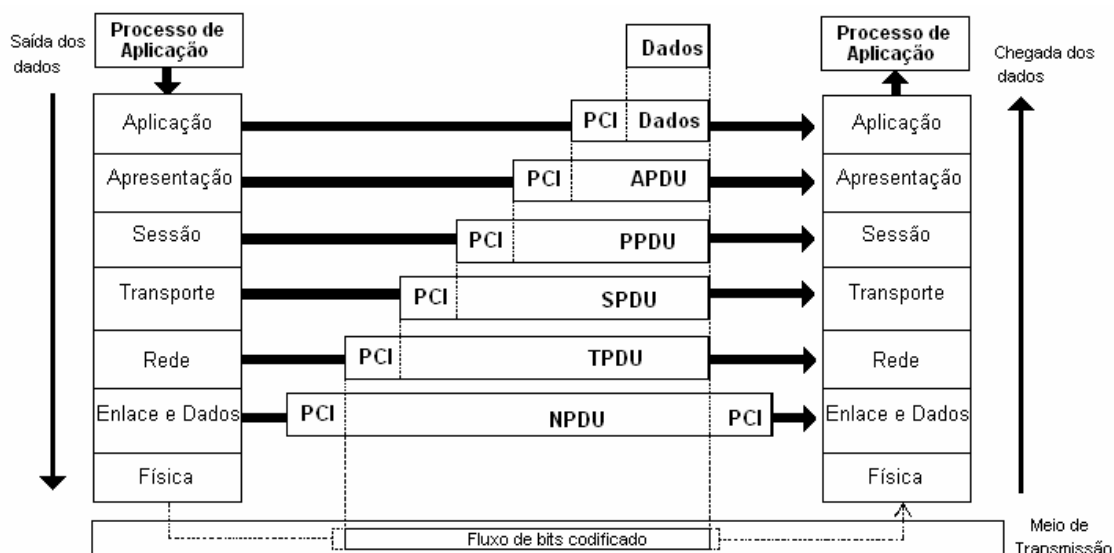 Saída dos
dados
Processo de
Aplicação
Dados
Processo de
Aplicação
Chegada dos
dados
Aplicação
PCI
Dados
Aplicação
Apresentação
PCI
APDU
Apresentação
Sessão
PCI
PPDU
Sessão
Transporte
PCI
SPDU
Transporte
Rede
PCI
TPDU
Rede
Enlace e Dados
PCI
NPDU
PCI
Enlace e Dados
Física
Física
Fluxo de bits codificado
Meio de
Transmissão